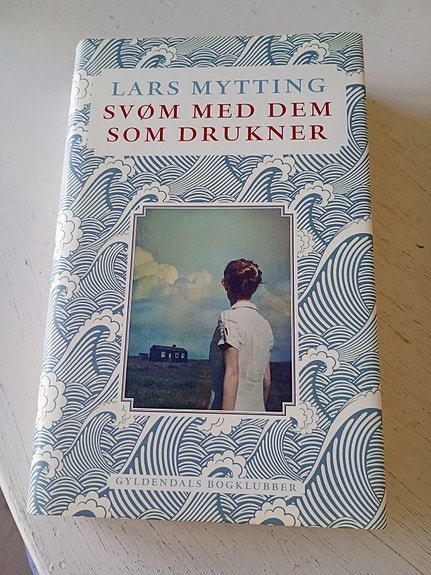 LARS MYTTING
SVØM MED DEM
SOM DRUKNER
GYLDENDALS BOGKLUBBER